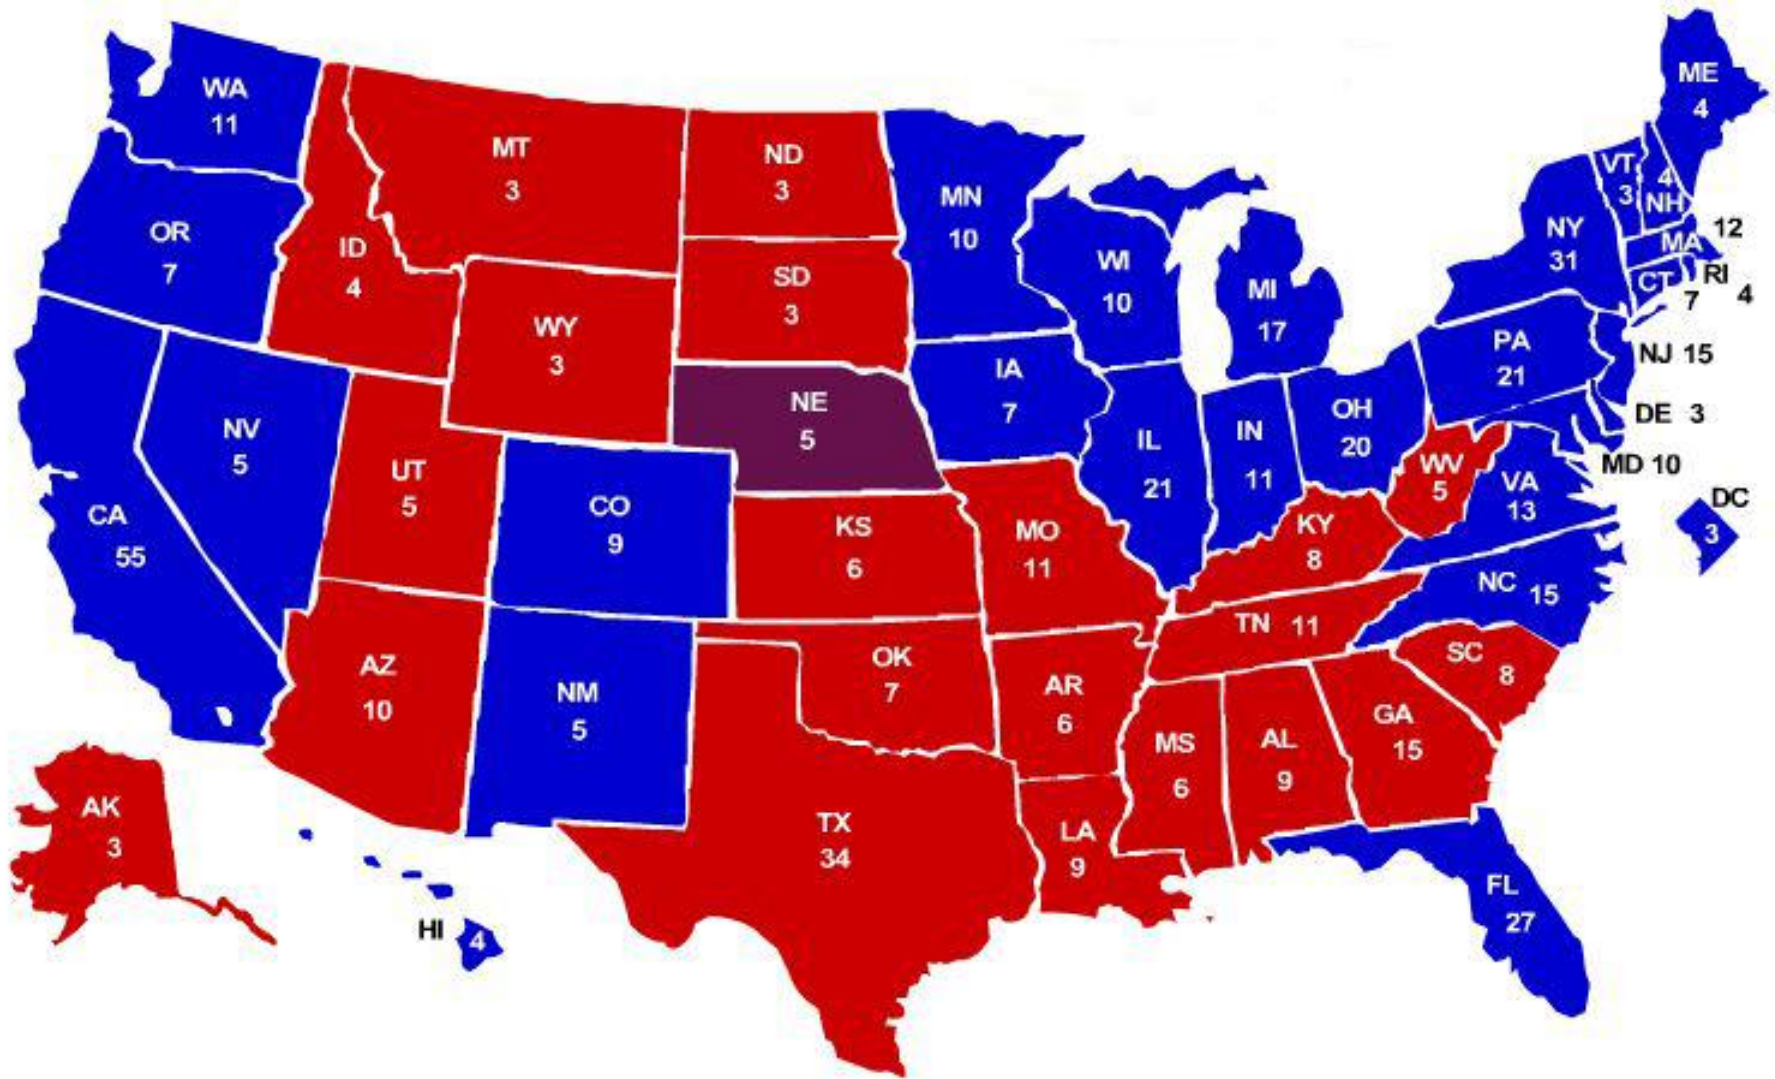 WA
11
OR
7
CA
55
NV
5
ID
4
MT
3
WY
3
UT
5
AZ
10
CO
9
NM
5
ND
3
SD
3
NE
5
KS
6
OK
7
TX
34
MN
10
IA
7
MO
11
AR
6
LA
9
WI
10
IL
21
MI
17
IN
11
OH
20
KY
8
TN 11
MS
6
AL
9
GA
15
FL
27
SC
8
NC 15
VA
13
WV
5
PA
21
NY
31
VT
3
4
NH
ME
4
12
MA
RI
4
CT
7
NJ 15
DE 3
MD 10
DC
3
AK
3
HI
4